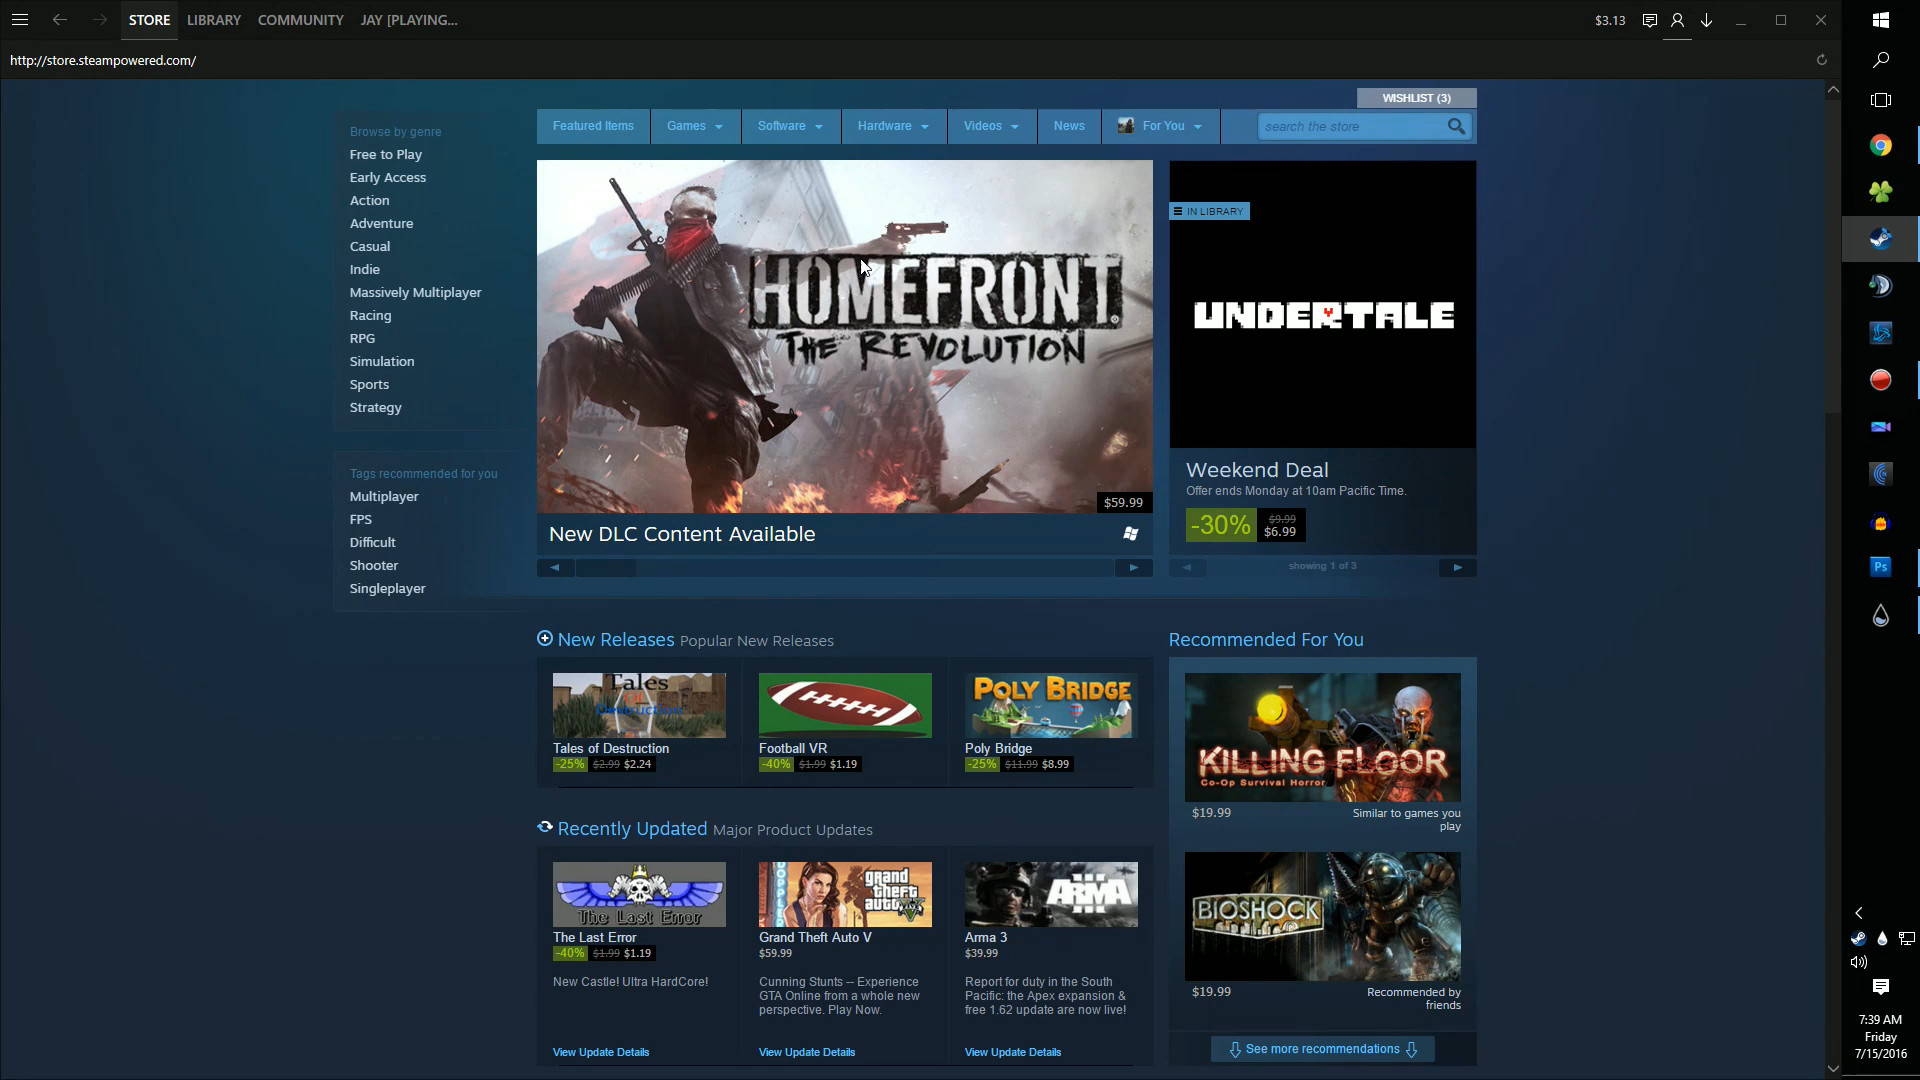 STORE LIBRARY COMMUNITY JAY [PLAYING...
$3.13
http://store.steampowered.com/
WISHLIST (3)
Featured Items Games Software Hardware Videos News For You search the store
Browse by genre
Free to Play
Early Access
Action
Adventure
Casual
Indie
Massively Multiplayer
Racing
RPG
Simulation
Sports
Strategy
Tags recommended for you
Multiplayer
FPS
Difficult
Shooter
Singleplayer
HOMEFRONT
THE REVOLUTION
$59.99
New DLC Content Available
IN LIBRARY
UNDERTALE
Weekend Deal
Offer ends Monday at 10am Pacific Time.
-30% $9.99
$6.99
showing 1 of 3
New Releases Popular New Releases
Tales
Destruction
Tales of Destruction
-25% $2.99 $2.24
Football VR
-40% $1.99 $1.19
POLY BRIDGE
Poly Bridge
-25% $11.99 $8.99
Recently Updated Major Product Updates
The Last Error
The Last Error
-40% $1.99 $1.19
New Castle! Ultra HardCore!
View Update Details
grand
theft
auto V
Grand Theft Auto V
$59.99
Cunning Stunts -- Experience
GTA Online from a whole new
perspective. Play Now.
View Update Details
ARMA
III
Arma 3
$39.99
Report for duty in the South
Pacific: the Apex expansion &
free 1.62 update are now live!
View Update Details
Recommended For You
KILLING FLOOR
Co-Op Survival Horror
$19.99
Similar to games you
play
BIOSHOCK
$19.99
Recommended by
friends
See more recommendations
Ps
7:39 AM
Friday
7/15/2016